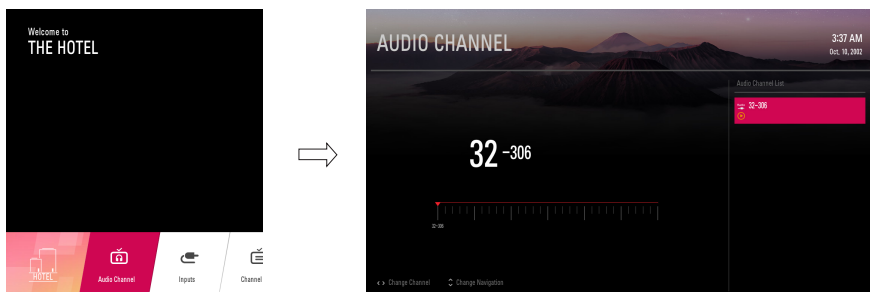 Welcome to
THE HOTEL
HOTEL
Audio Channel
Inputs
Channel
AUDIO CHANNEL
3:37 AM
Oct, 10, 2002
Audio Channel List
32-306
32 -306
32-306
Change Channel
Change Navigation